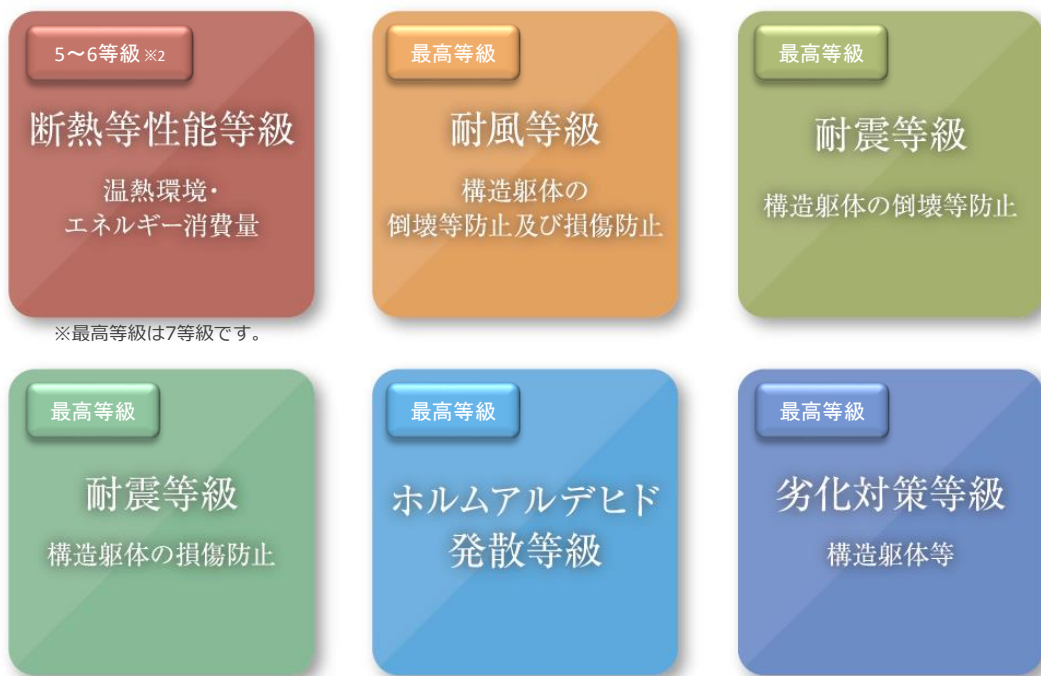 5～6等級 ※2
断熱等性能等級
温熱環境・
エネルギー消費量
※最高等級は7等級です。
最高等級
耐風等級
構造躯体の
倒壊等防止及び損傷防止
最高等級
耐震等級
構造躯体の倒壊等防止
最高等級
耐震等級
構造躯体の損傷防止
最高等級
ホルムアルデヒド
発散等級
最高等級
劣化対策等級
構造躯体等